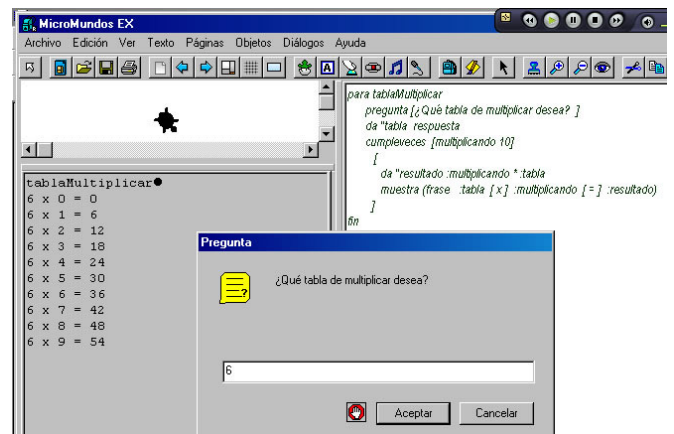 MicroMundos EX
Archivo Edición Ver Texto Páginas Objetos Diálogos Ayuda
para tablaMultiplicar
pregunta [¿Qué tabla de multiplicar desea? ]
da "tabla respuesta
cumpleveces [multiplicando 10]
[
da "resultado :multiplicando * :tabla
muestra (frase :tabla [ x ] :multiplicando [ = ] :resultado)
]
fin
tablaMultiplicar
6 x 0 = 0
6 x 1 = 6
6 x 2 = 12
6 x 3 = 18
6 x 4 = 24
6 x 5 = 30
6 x 6 = 36
6 x 7 = 42
6 x 8 = 48
6 x 9 = 54
Pregunta
¿Qué tabla de multiplicar desea?
6
Aceptar Cancelar